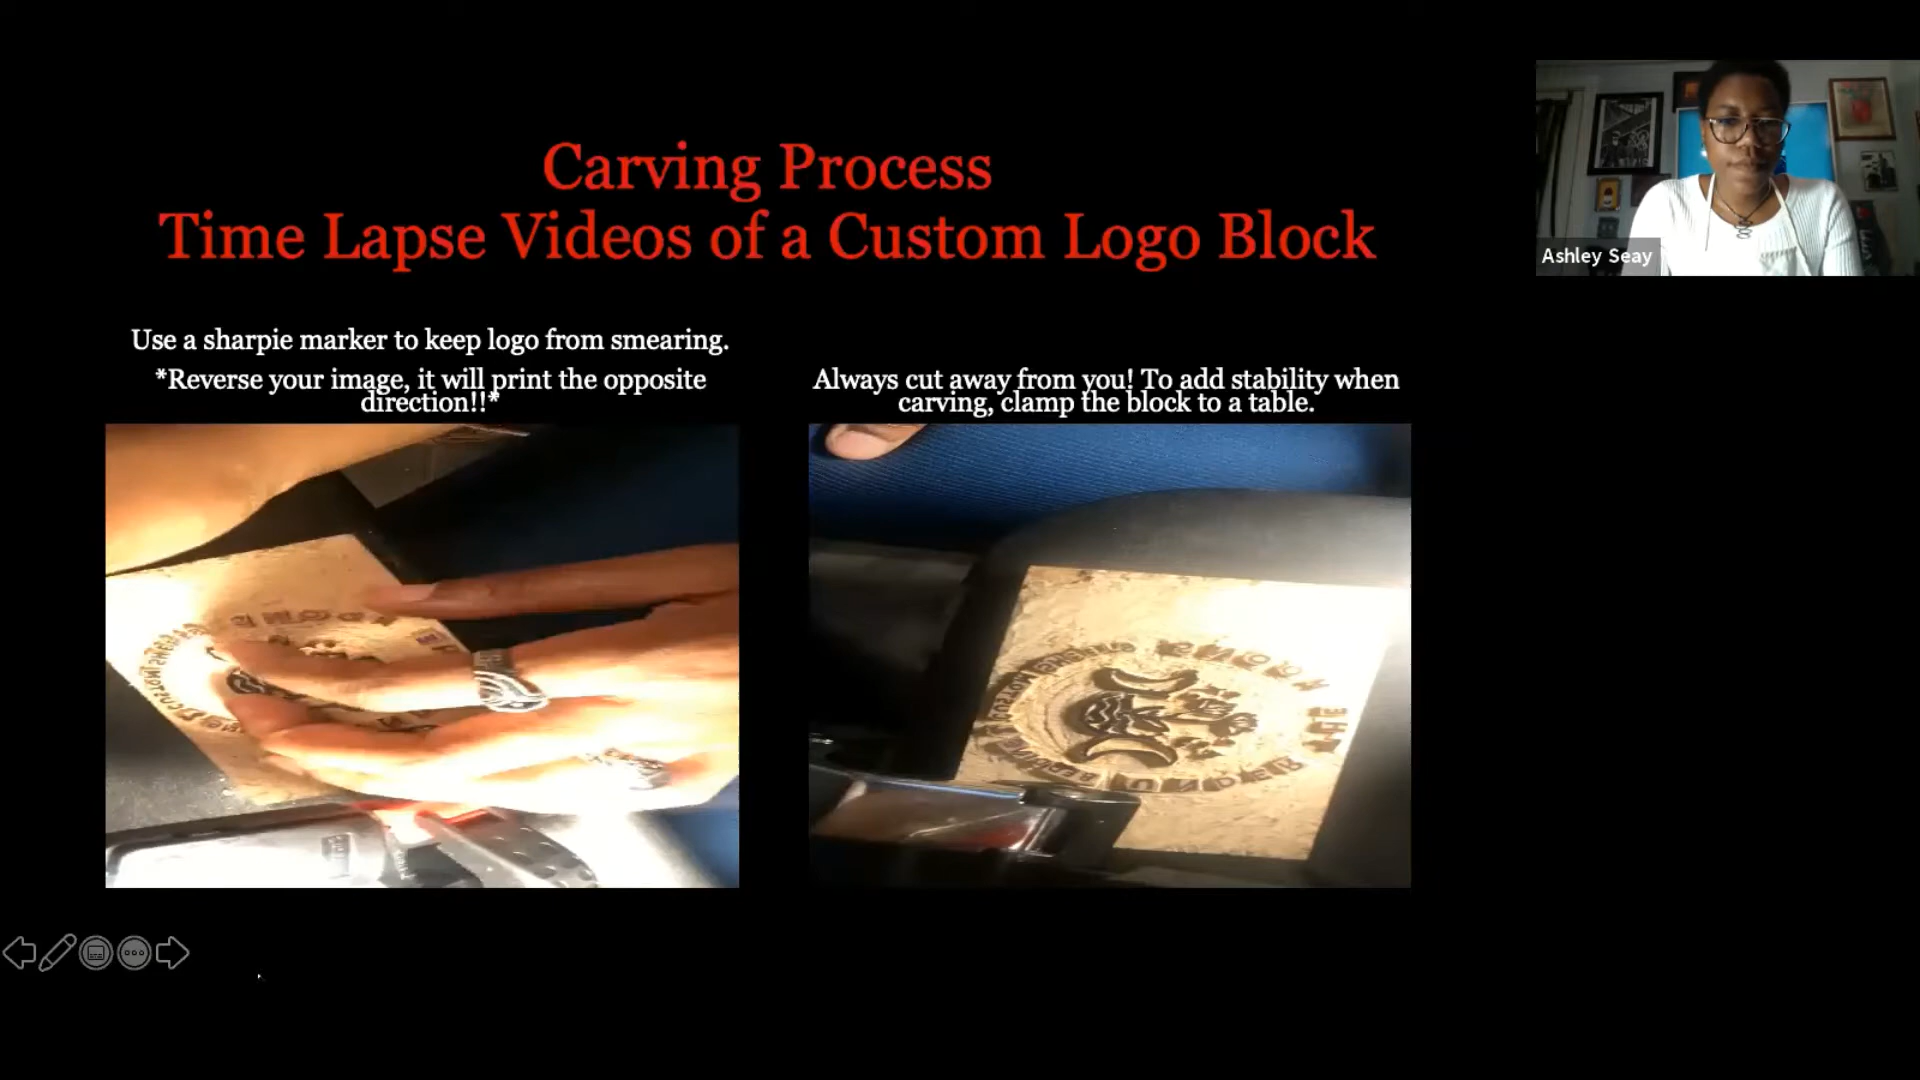 Carving Process
Time Lapse Videos of a Custom Logo Block
Ashley Seay
Use a sharpie marker to keep logo from smearing.
*Reverse your image, it will print the opposite
direction!!*
Always cut away from you! To add stability when
carving, clamp the block to a table.